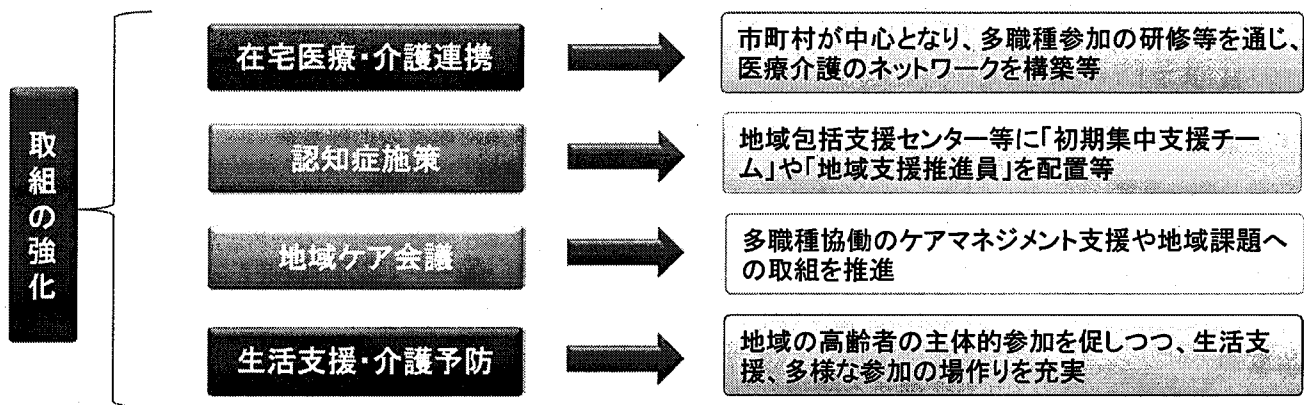 取組の強化
在宅医療・介護連携
市町村が中心となり、多職種参加の研修等を通じ、
医療介護のネットワークを構築等
認知症施策
地域包括支援センター等に「初期集中支援チー
ム」や「地域支援推進員」を配置等
地域ケア会議
多職種協働のケアマネジメント支援や地域課題へ
の取組を推進
生活支援・介護予防
地域の高齢者の主体的参加を促しつつ、生活支
援、多様な参加の場作りを充実